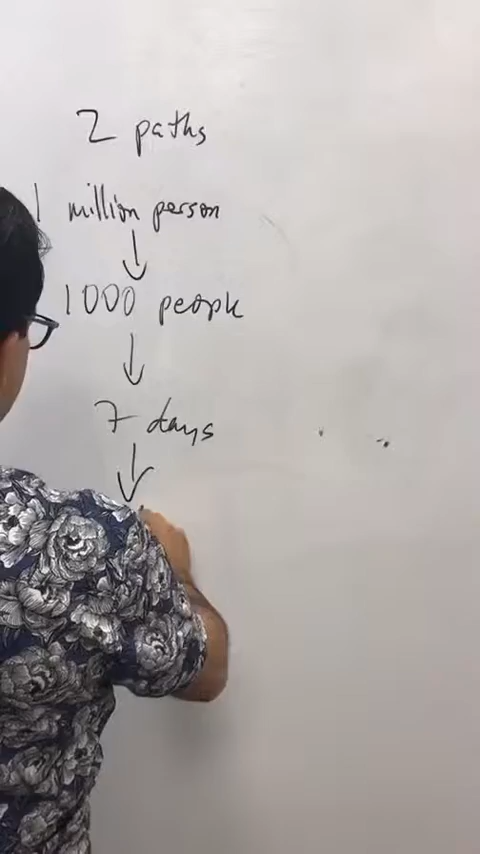 2 paths
1 million person
↓
1000 people
↓
7 days
↓